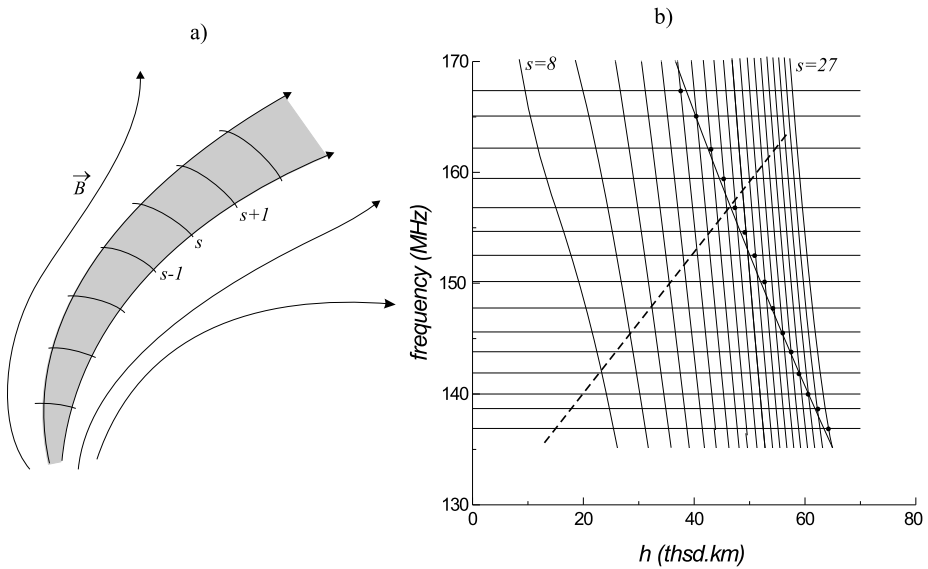 a)
B
s+1
s
s-1
b)
s=8
s=27
170
160
150
140
130
frequency (MHz)
0
20
40
60
80
h (thsd.km)